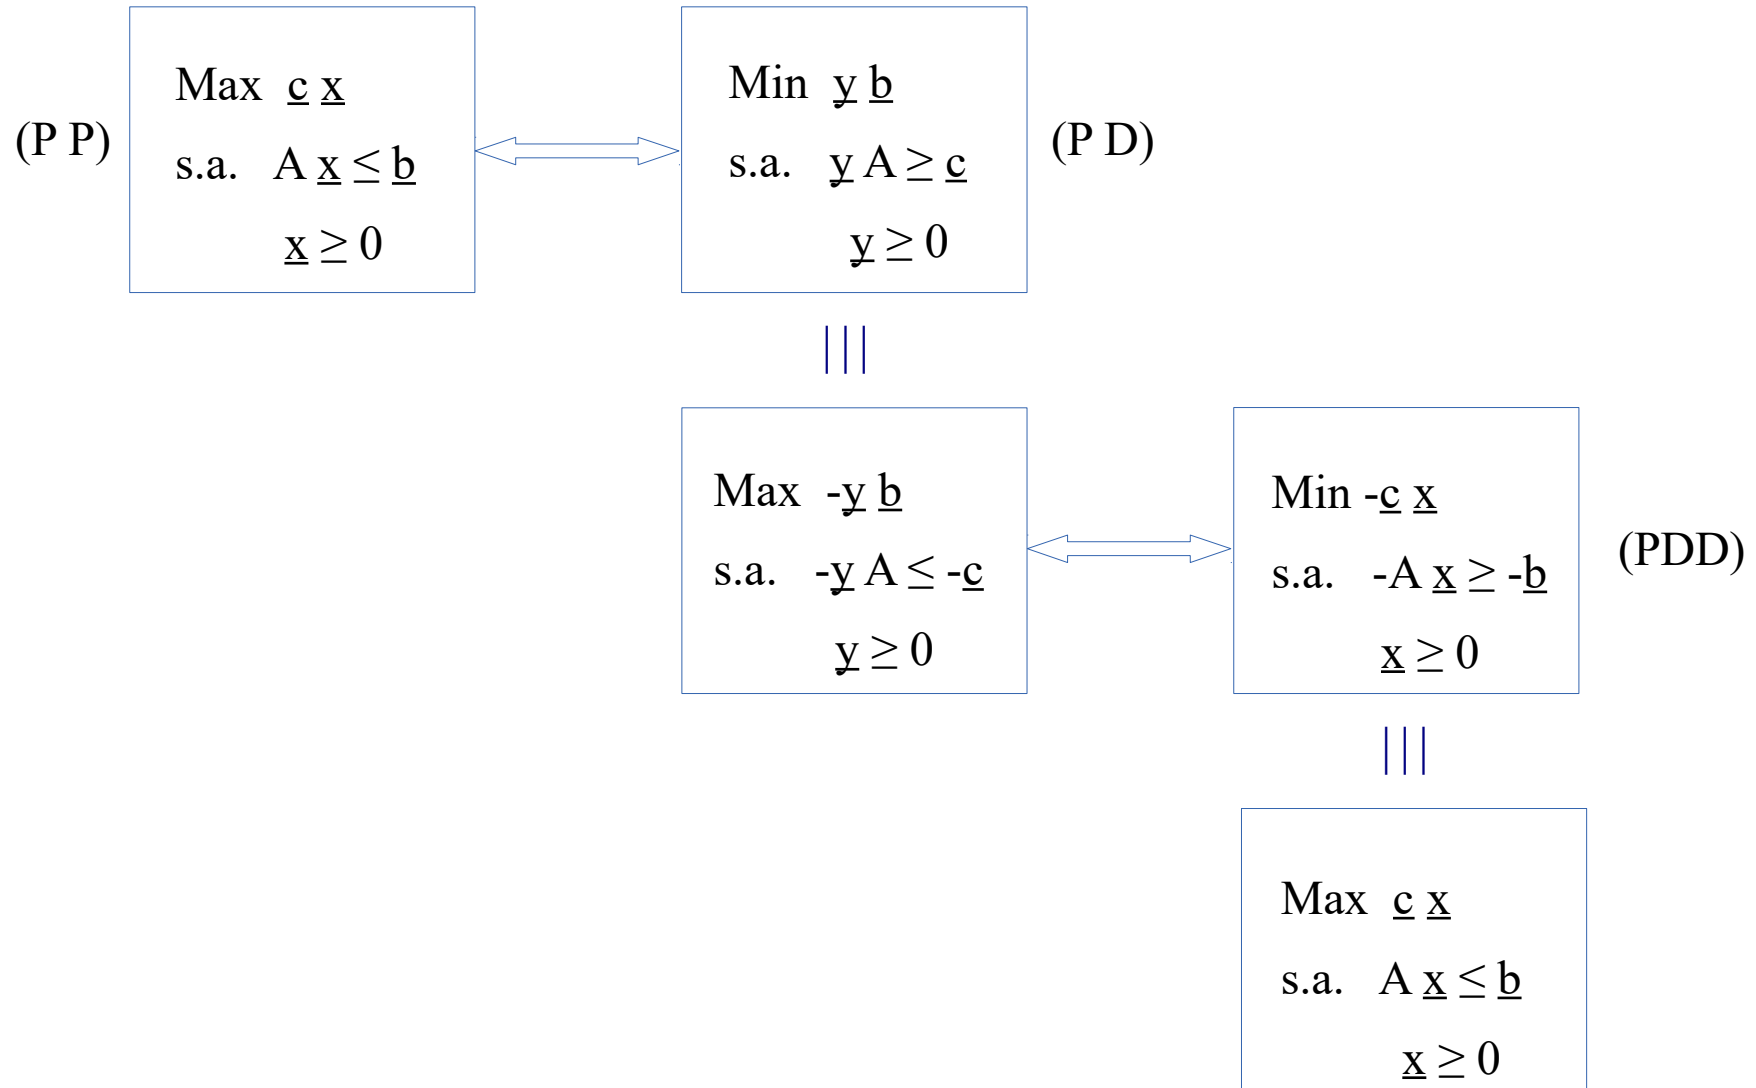 (P P)
Max c x
s.a. A x ≤ b
x ≥ 0
Min y b
s.a. y A ≥ c
y ≥ 0
(P D)
|||
Max -y b
s.a. -y A ≤ -c
y ≥ 0
Min -c x
s.a. -A x ≥ -b
x ≥ 0
(PDD)
|||
Max c x
s.a. A x ≤ b
x ≥ 0